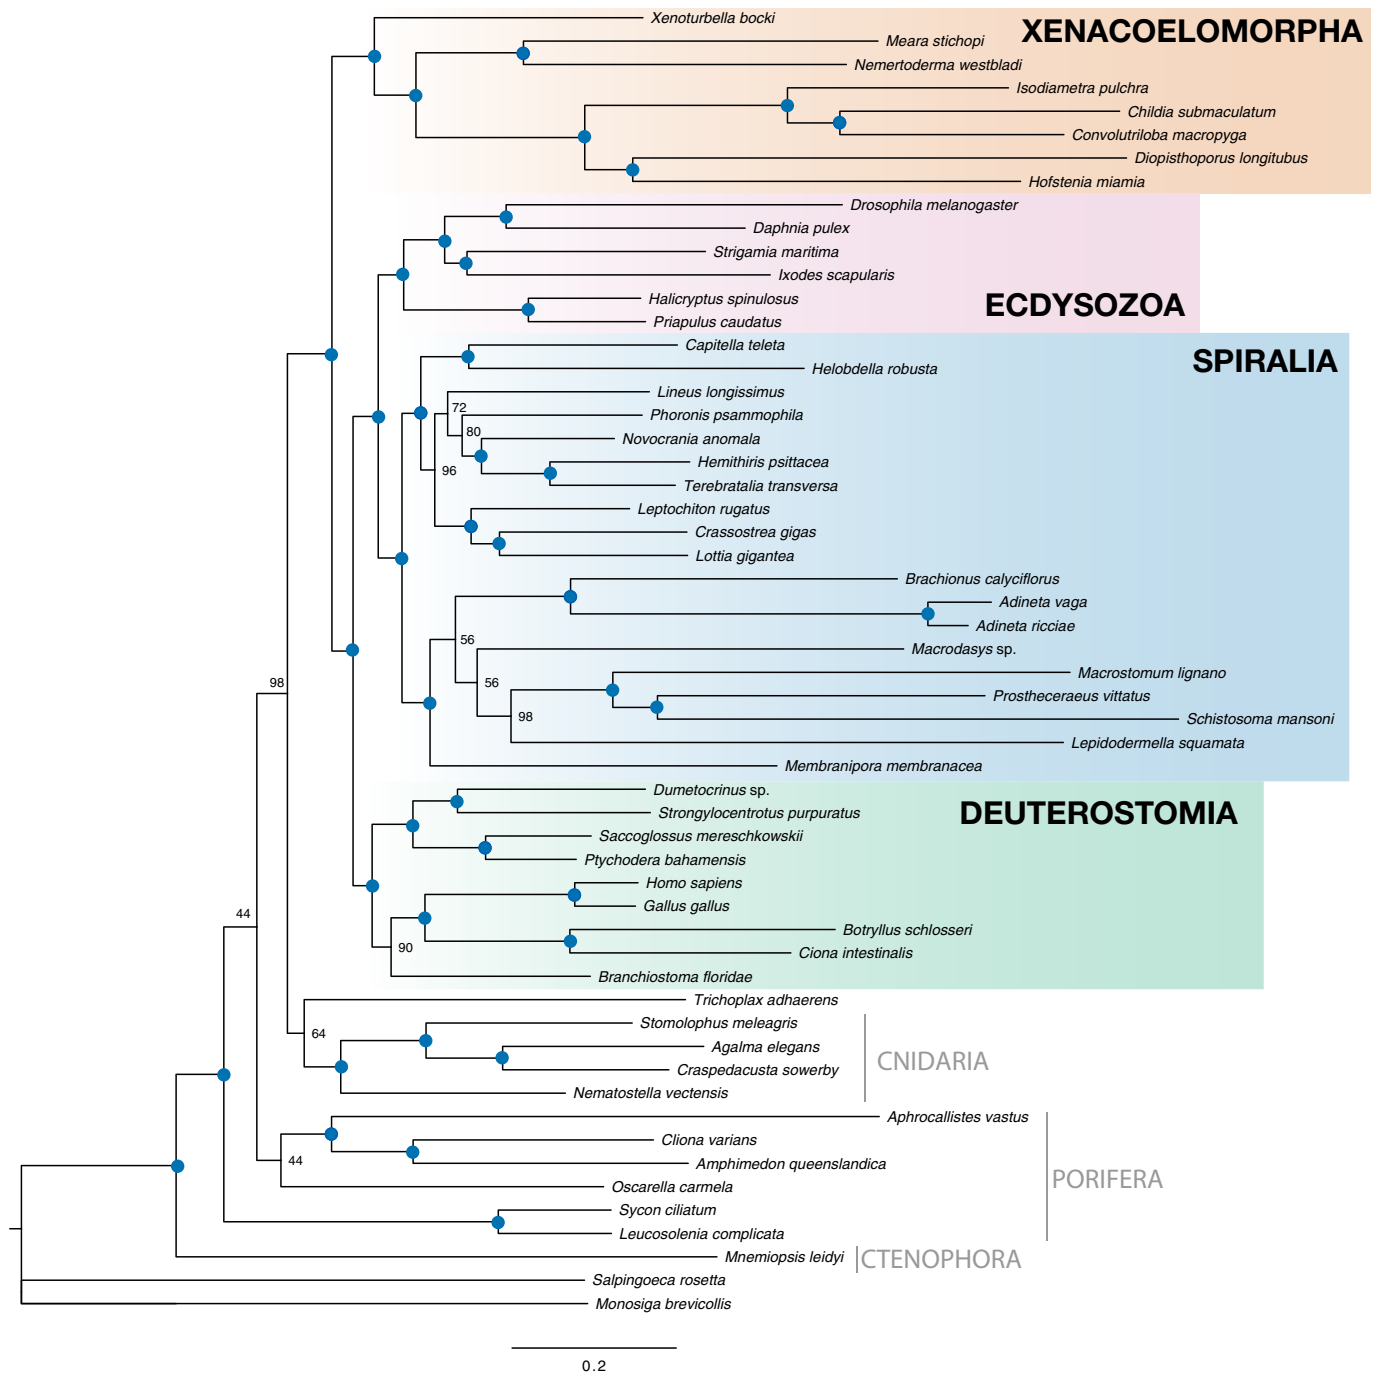 Xenoturbella bocki
XENACOELOMORPHA
Meara stichopi
Nemertoderma westbladi
Isodiametra pulchra
Childia submaculatum
Convolutriloba macropyga
Diopisthoporus longitubus
Hofstenia miamia
Drosophila melanogaster
Daphnia pulex
Strigamia maritima
Ixodes scapularis
Halicryptus spinulosus
ECDYSOZOA
Priapulus caudatus
Capitella teleta
SPIRALIA
Helobdella robusta
Lineus longissimus
72
Phoronis psammophila
80
Novocrania anomala
Hemithiris psittacea
96
Terebratalia transversa
Leptochiton rugatus
Crassostrea gigas
Lottia gigantea
Brachionus calyciflorus
Adineta vaga
Adineta ricciae
56
Macrodasys sp.
Macrostomum lignano
98
56
Prostheceraeus vittatus
98
Schistosoma mansoni
Lepidodermella squamata
Membranipora membranacea
Dumetocrinus sp.
Strongylocentrotus purpuratus
DEUTEROSTOMIA
Saccoglossus mereschkowskii
Ptychodera bahamensis
Homo sapiens
Gallus gallus
44
Botryllus schlosseri
90
Ciona intestinalis
Branchiostoma floridae
Trichoplax adhaerens
Stomolophus meleagris
64
Agalma elegans
CNIDARIA
Craspedacusta sowerby
Nematostella vectensis
Aphrocallistes vastus
Cliona varians
44
Amphimedon queenslandica
PORIFERA
Oscarella carmela
Sycon ciliatum
Leucosolenia complicata
Mnemiopsis leidyi
CTENOPHORA
Salpingoeca rosetta
Monosiga brevicollis
0.2